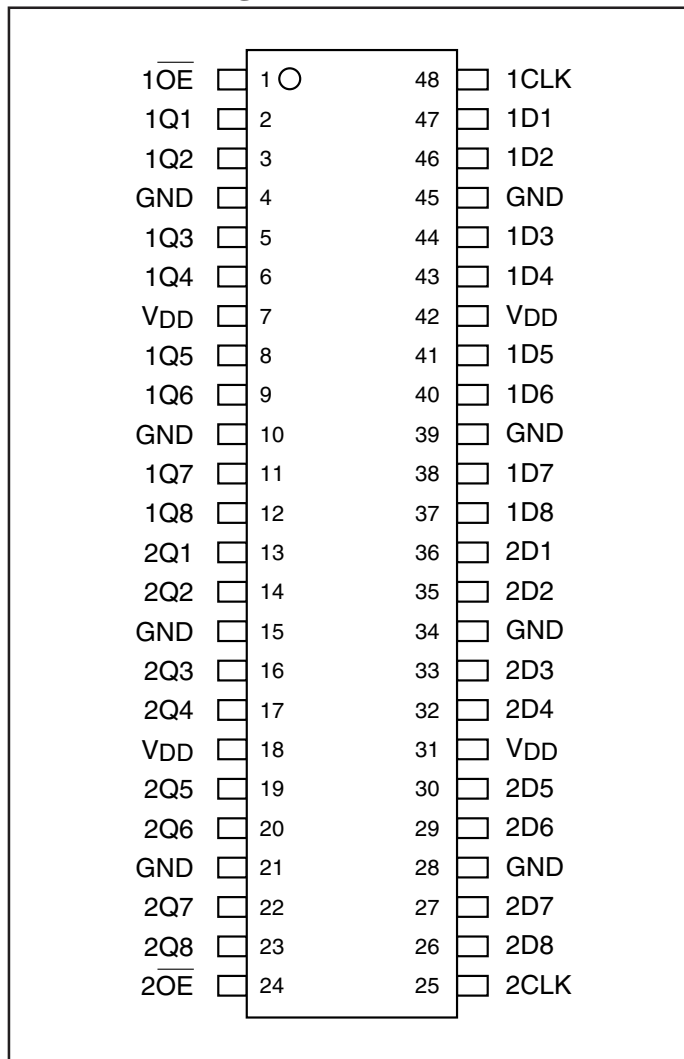 1OE 1 48 1CLK
1Q1 2 47 1D1
1Q2 3 46 1D2
GND 4 45 GND
1Q3 5 44 1D3
1Q4 6 43 1D4
VDD 7 42 VDD
1Q5 8 41 1D5
1Q6 9 40 1D6
GND 10 39 GND
1Q7 11 38 1D7
1Q8 12 37 1D8
2Q1 13 36 2D1
2Q2 14 35 2D2
GND 15 34 GND
2Q3 16 33 2D3
2Q4 17 32 2D4
VDD 18 31 VDD
2Q5 19 30 2D5
2Q6 20 29 2D6
GND 21 28 GND
2Q7 22 27 2D7
2Q8 23 26 2D8
2OE 24 25 2CLK